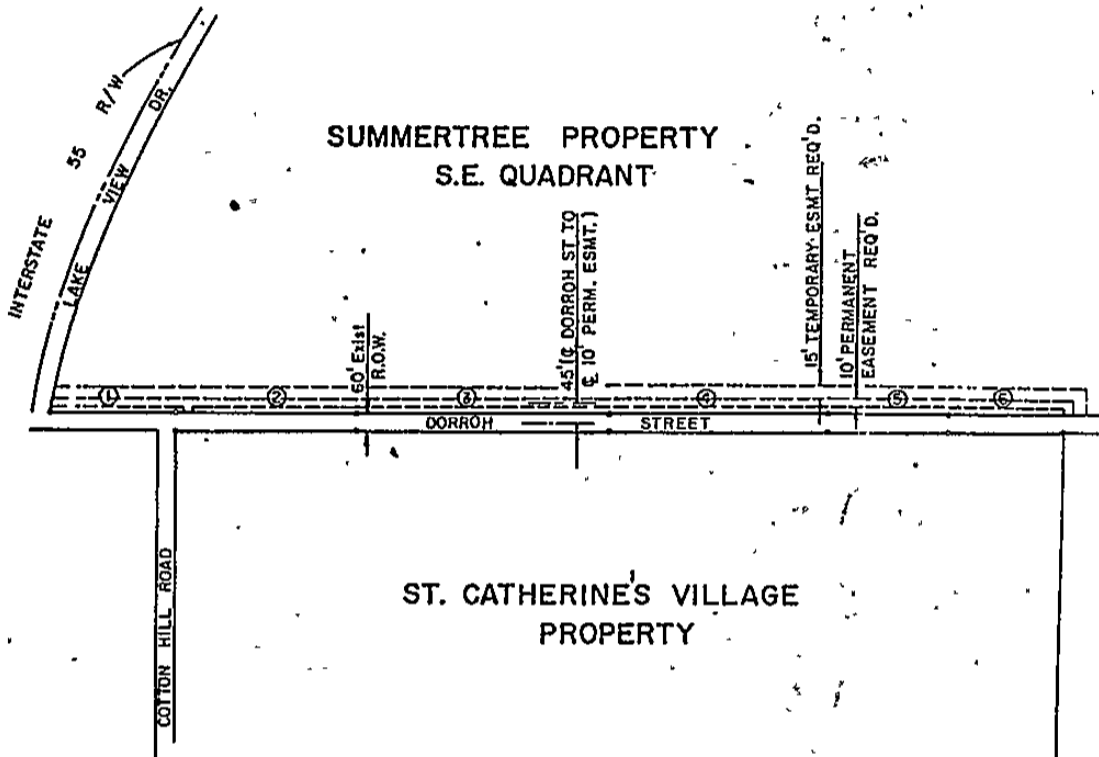 INTERSTATE 55 R/W
LAKE VIEW DR.
SUMMERTREE PROPERTY
S.E. QUADRANT
60' Exist
R.O.W.
45' (℄ DORROH ST TO
℄ 10' PERM. ESMT.)
15' TEMPORARY ESMT REQ'D.
10' PERMANENT
EASEMENT REQ'D.
1 2 3 4 5 6
DORROH STREET
COTTON HILL ROAD
ST. CATHERINE'S VILLAGE
PROPERTY